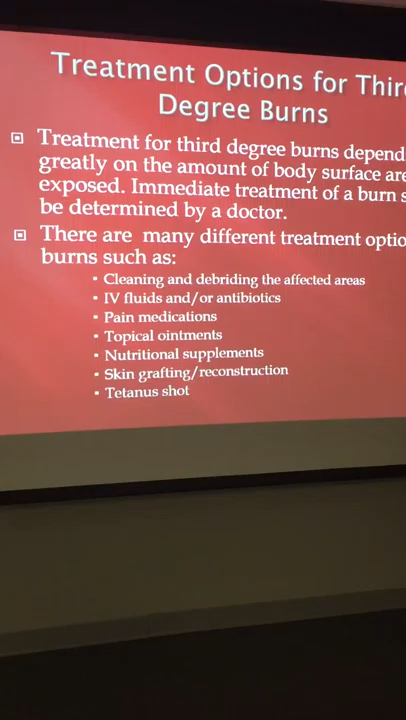 Treatment Options for Thir
Degree Burns
Treatment for third degree burns depend
greatly on the amount of body surface are
exposed. Immediate treatment of a burn s
be determined by a doctor.
There are many different treatment optio
burns such as:
Cleaning and debriding the affected areas
IV fluids and/or antibiotics
Pain medications
Topical ointments
Nutritional supplements
Skin grafting/reconstruction
Tetanus shot